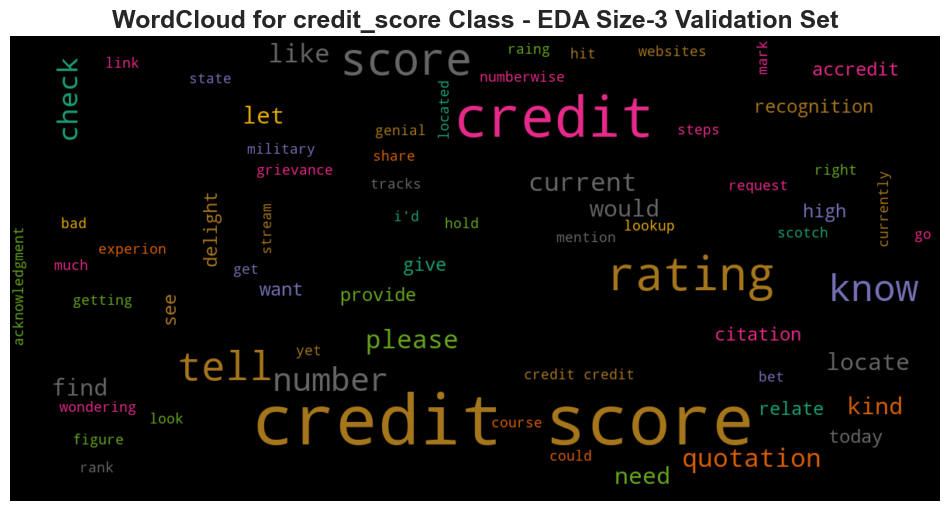 WordCloud for credit_score Class - EDA Size-3 Validation Set
check
link
state
like
score
raing
hit
websites
mark
accredit
numberwise
let
located
credit
recognition
genial
steps
military
share
grievance
tracks
current
request
right
would
high
currently
bad
delight
stream
i'd
hold
mention
lookup
scotch
go
acknowledgment
experion
much
get
give
rating
know
getting
want
provide
see
please
citation
yet
tell
number
locate
find
credit credit
bet
wondering
look
credit score
course
relate
kind
figure
today
rank
could
quotation
need